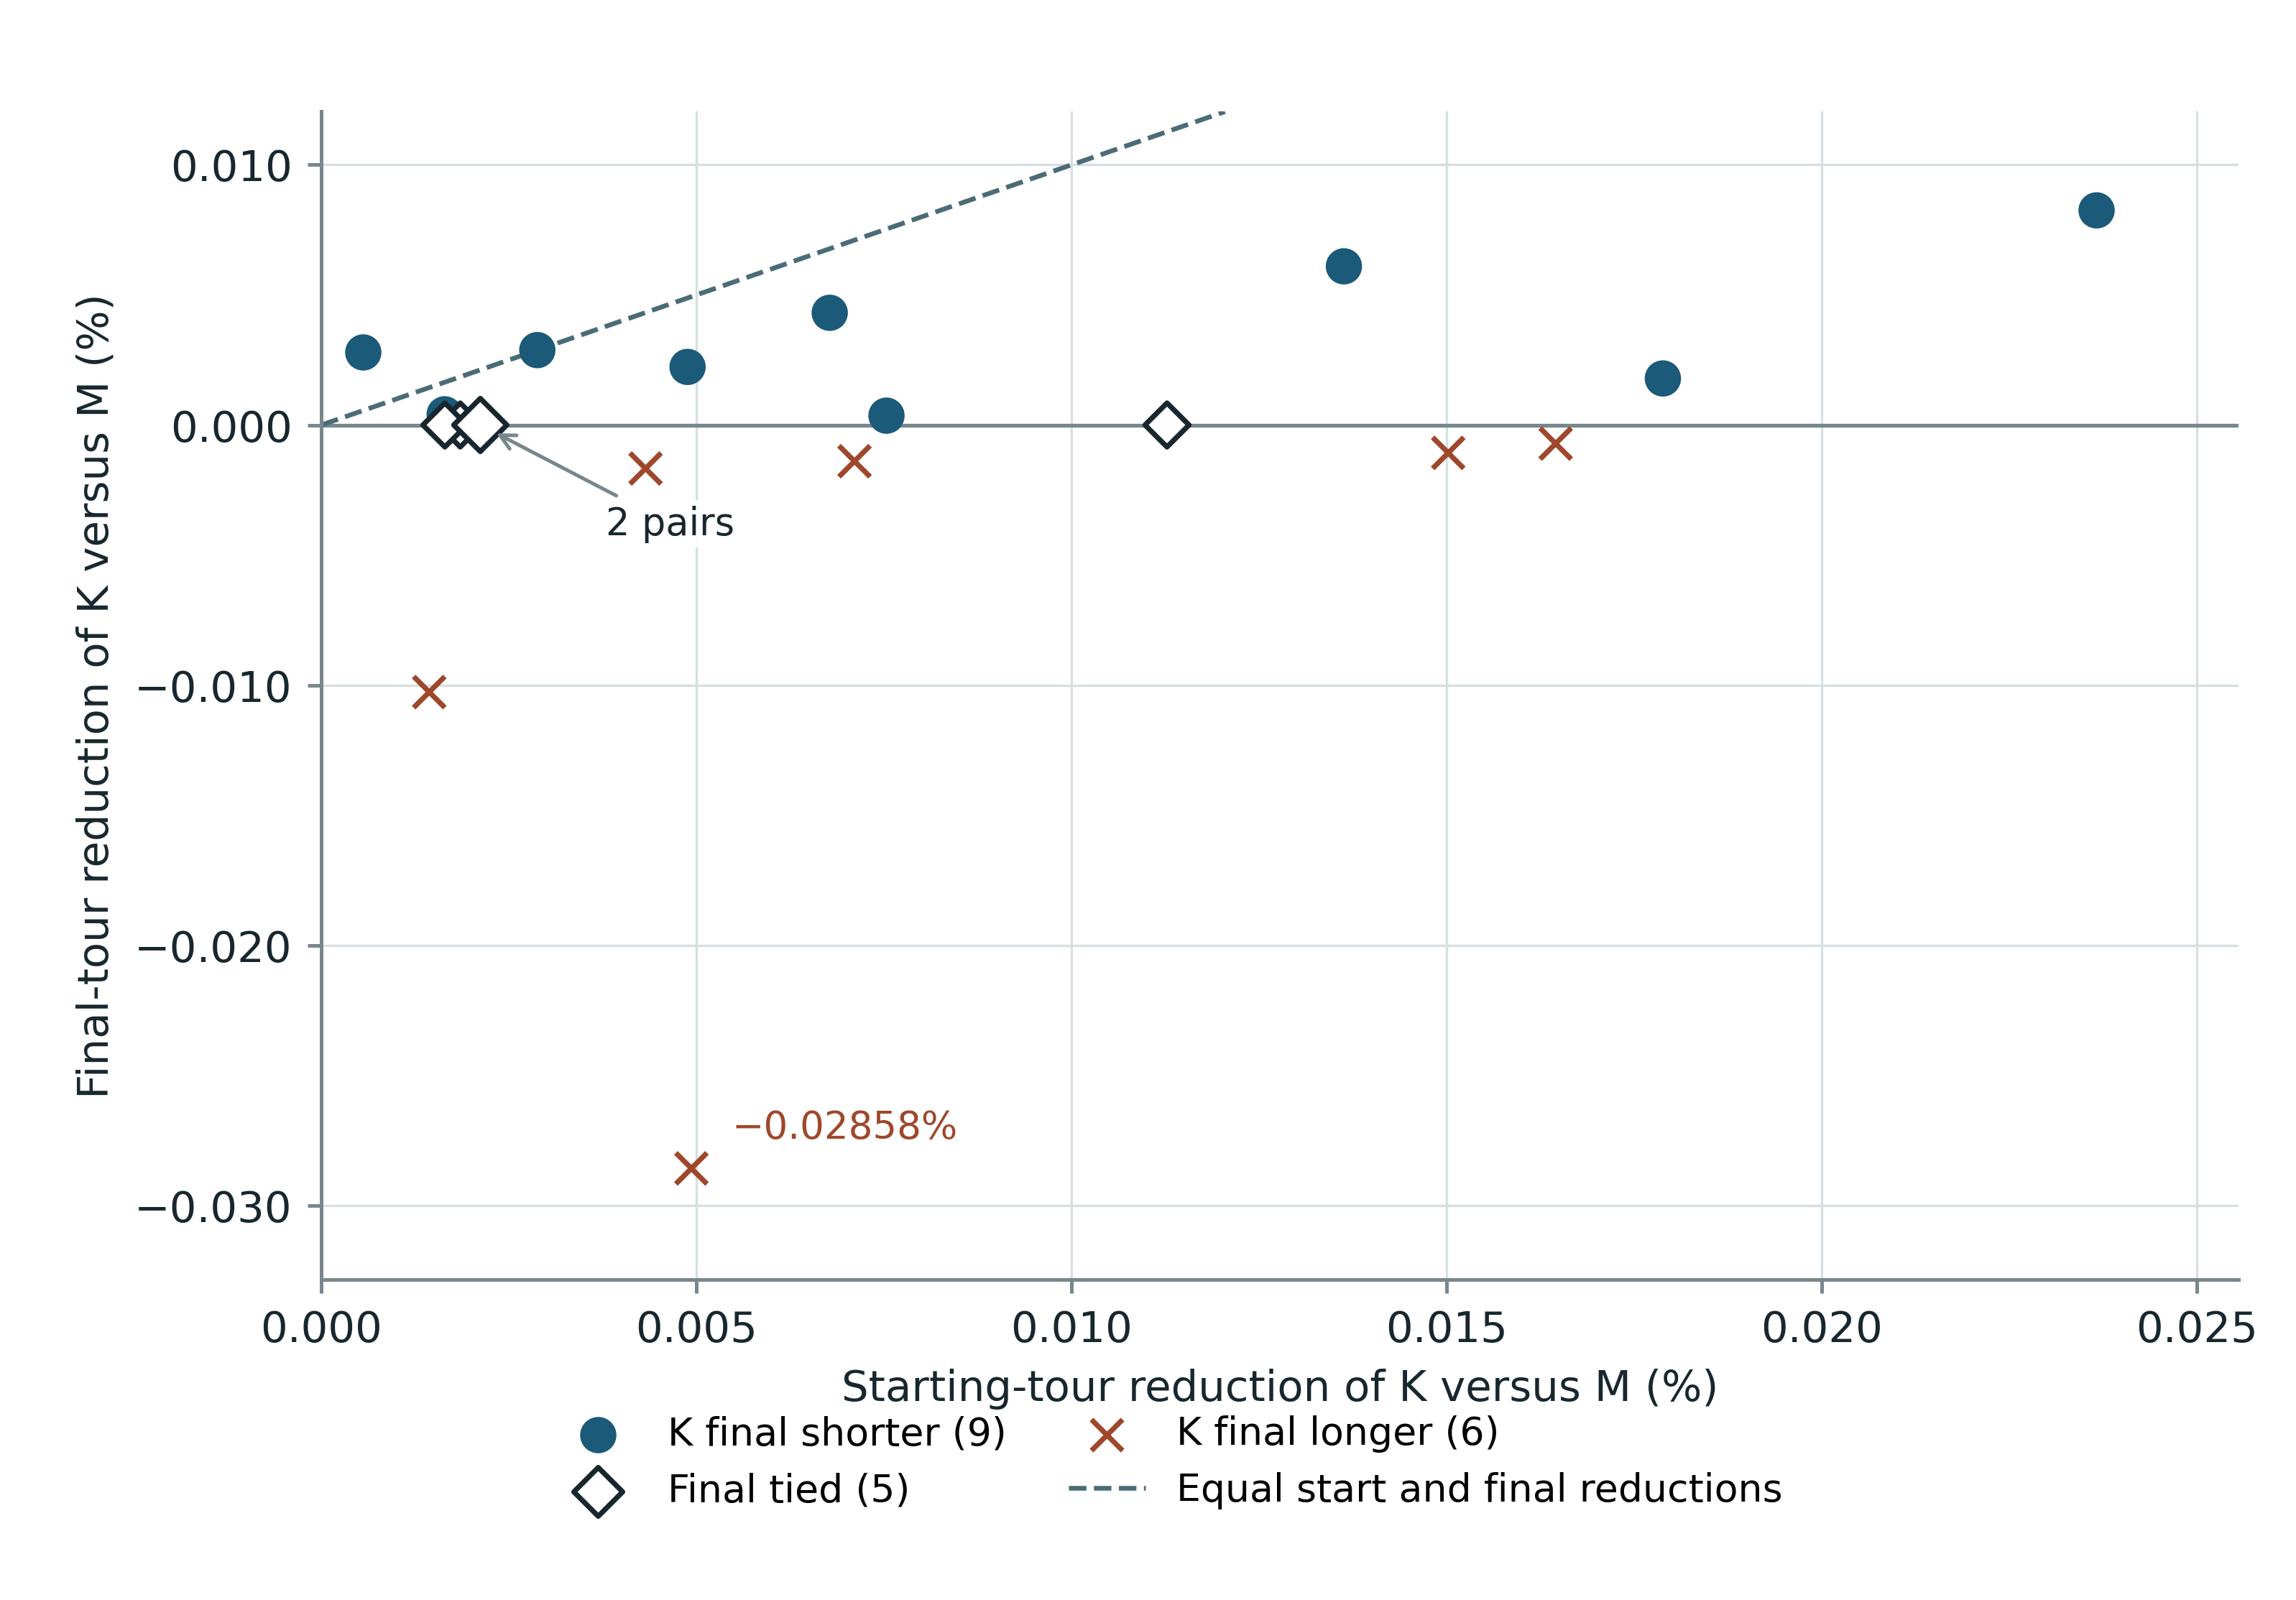 0.010
0.000
−0.010
−0.020
−0.030
Final-tour reduction of K versus M (%)
2 pairs
−0.02858%
0.000
0.005
0.010
0.015
0.020
0.025
Starting-tour reduction of K versus M (%)
K final shorter (9)
K final longer (6)
Final tied (5)
Equal start and final reductions